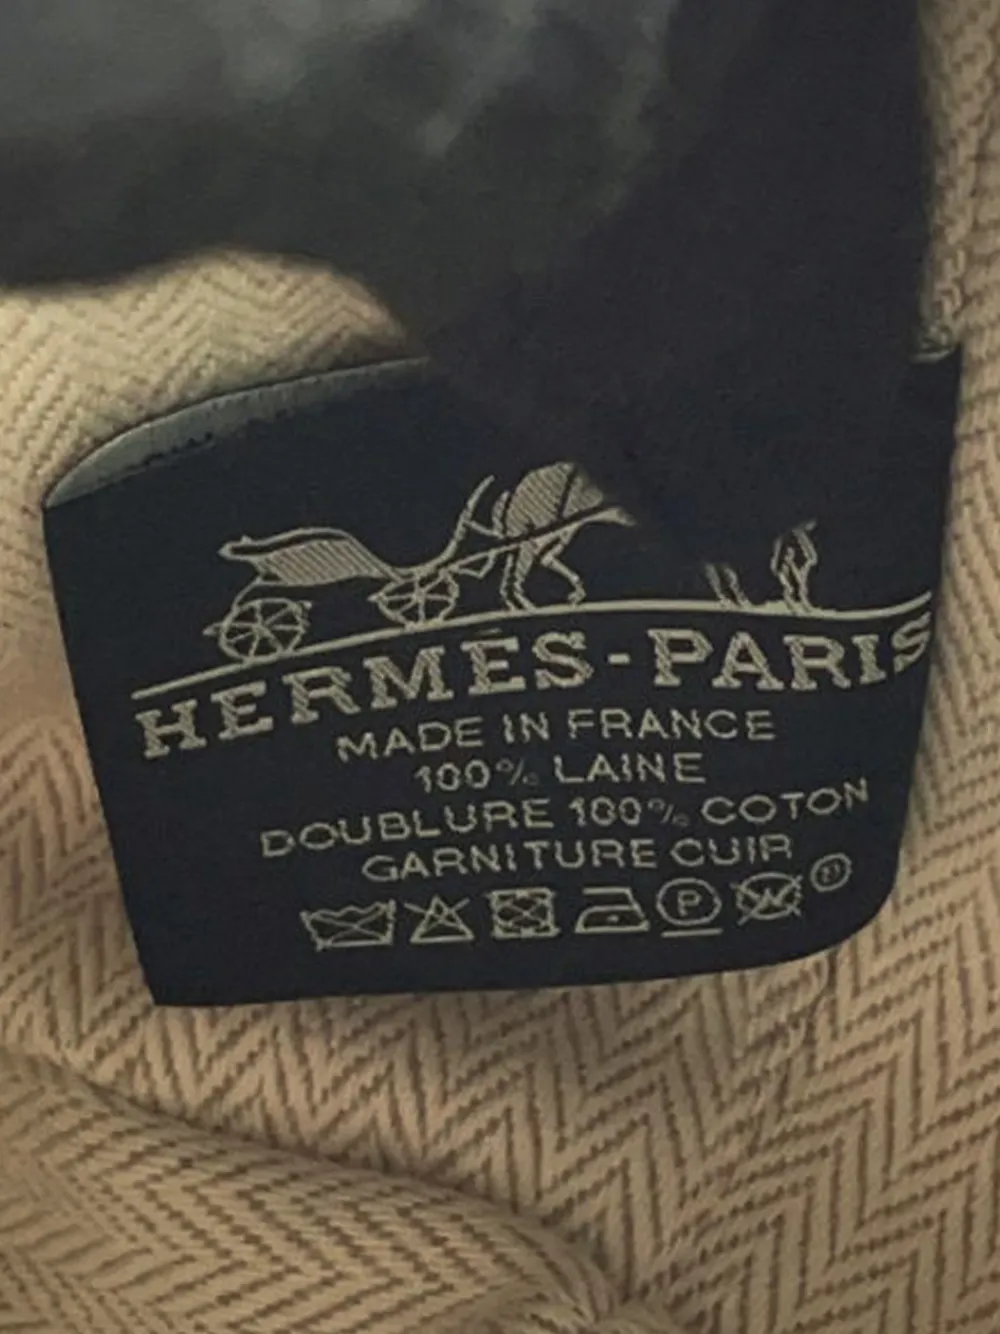 HERMÈS-PARIS
MADE IN FRANCE
100% LAINE
DOUBLURE 100% COTON
GARNITURE CUIR
P W